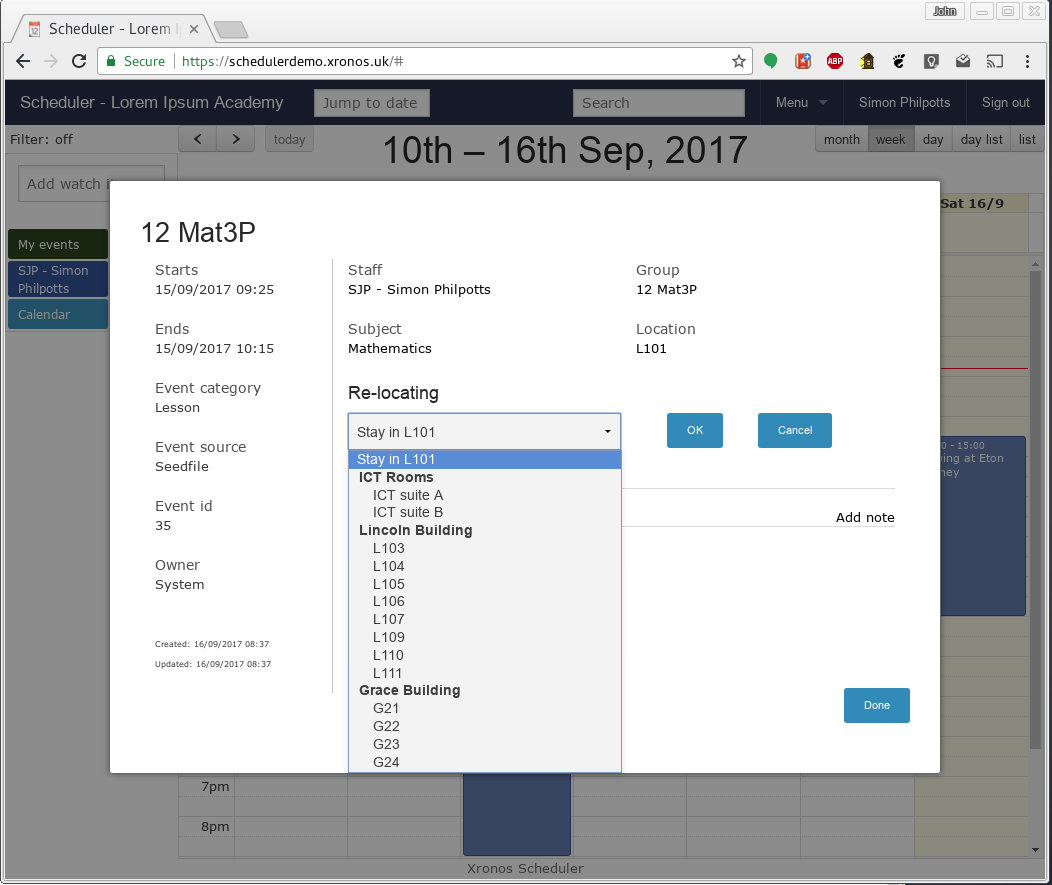 John
Scheduler - Lorem
Secure
https://schedulerdemo.xronos.uk/#
ABP
Scheduler - Lorem Ipsum Academy
Jump to date
Search
Menu
Simon Philpotts
Sign out
Filter: off
<
>
today
10th – 16th Sep, 2017
month
week
day
day list
list
Add watch
Sat 16/9
My events
SJP - Simon
Philpotts
Calendar
12 Mat3P
Starts
15/09/2017 09:25
Ends
15/09/2017 10:15
Event category
Lesson
Event source
Seedfile
Event id
35
Owner
System
Created: 16/09/2017 08:37
Updated: 16/09/2017 08:37
Staff
SJP - Simon Philpotts
Group
12 Mat3P
Subject
Mathematics
Location
L101
Re-locating
Stay in L101
OK
Cancel
Stay in L101
ICT Rooms
ICT suite A
ICT suite B
Lincoln Building
L103
L104
L105
L106
L107
L109
L110
L111
Grace Building
G21
G22
G23
G24
Add note
Done
- 15:00
at Eton
7pm
8pm
Xronos Scheduler